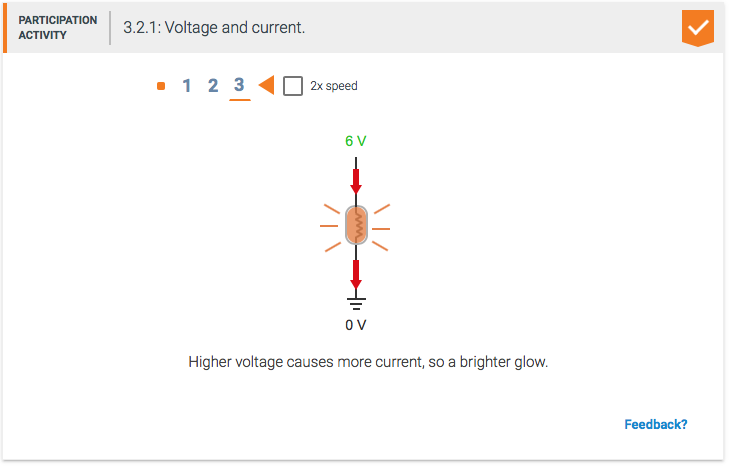 PARTICIPATION
ACTIVITY
3.2.1: Voltage and current.
1 2 3
2x speed
6 V
0 V
Higher voltage causes more current, so a brighter glow.
Feedback?